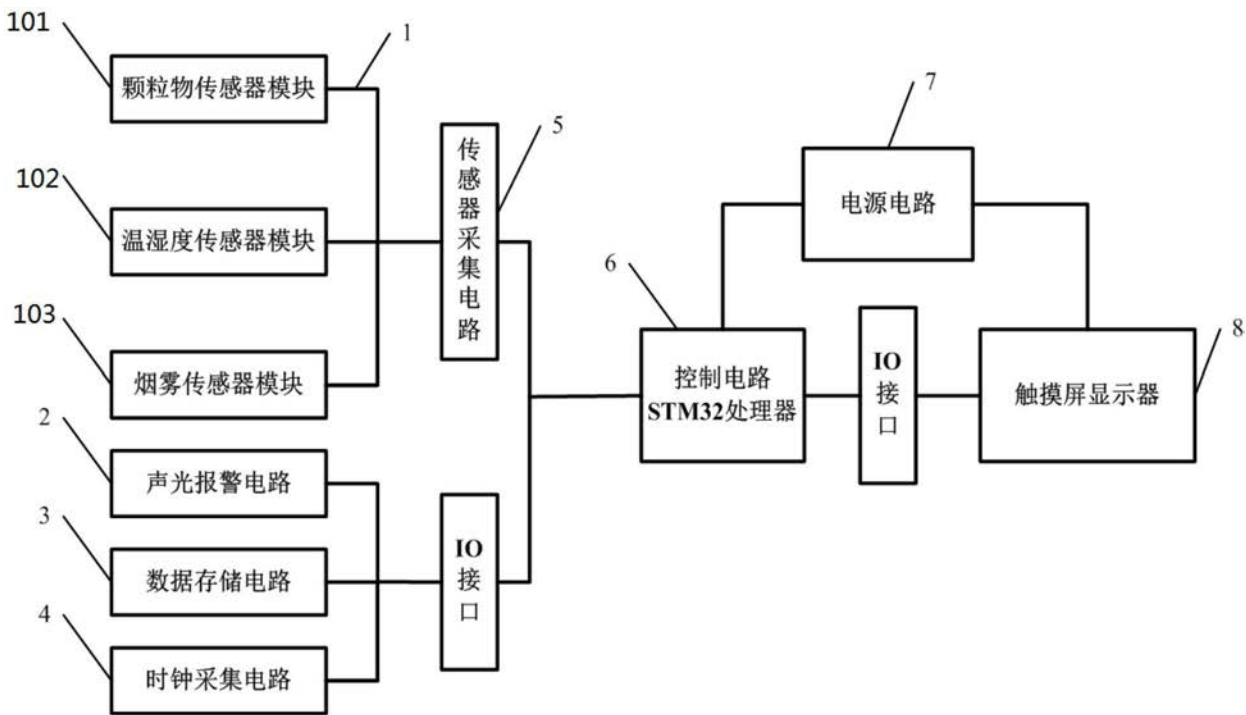 101
颗粒物传感器模块
1
102
温湿度传感器模块
103
烟雾传感器模块
2
声光报警电路
3
数据存储电路
4
时钟采集电路
5
传感器采集电路
IO
接
口
6
控制电路
STM32处理器
7
电源电路
IO
接
口
8
触摸屏显示器